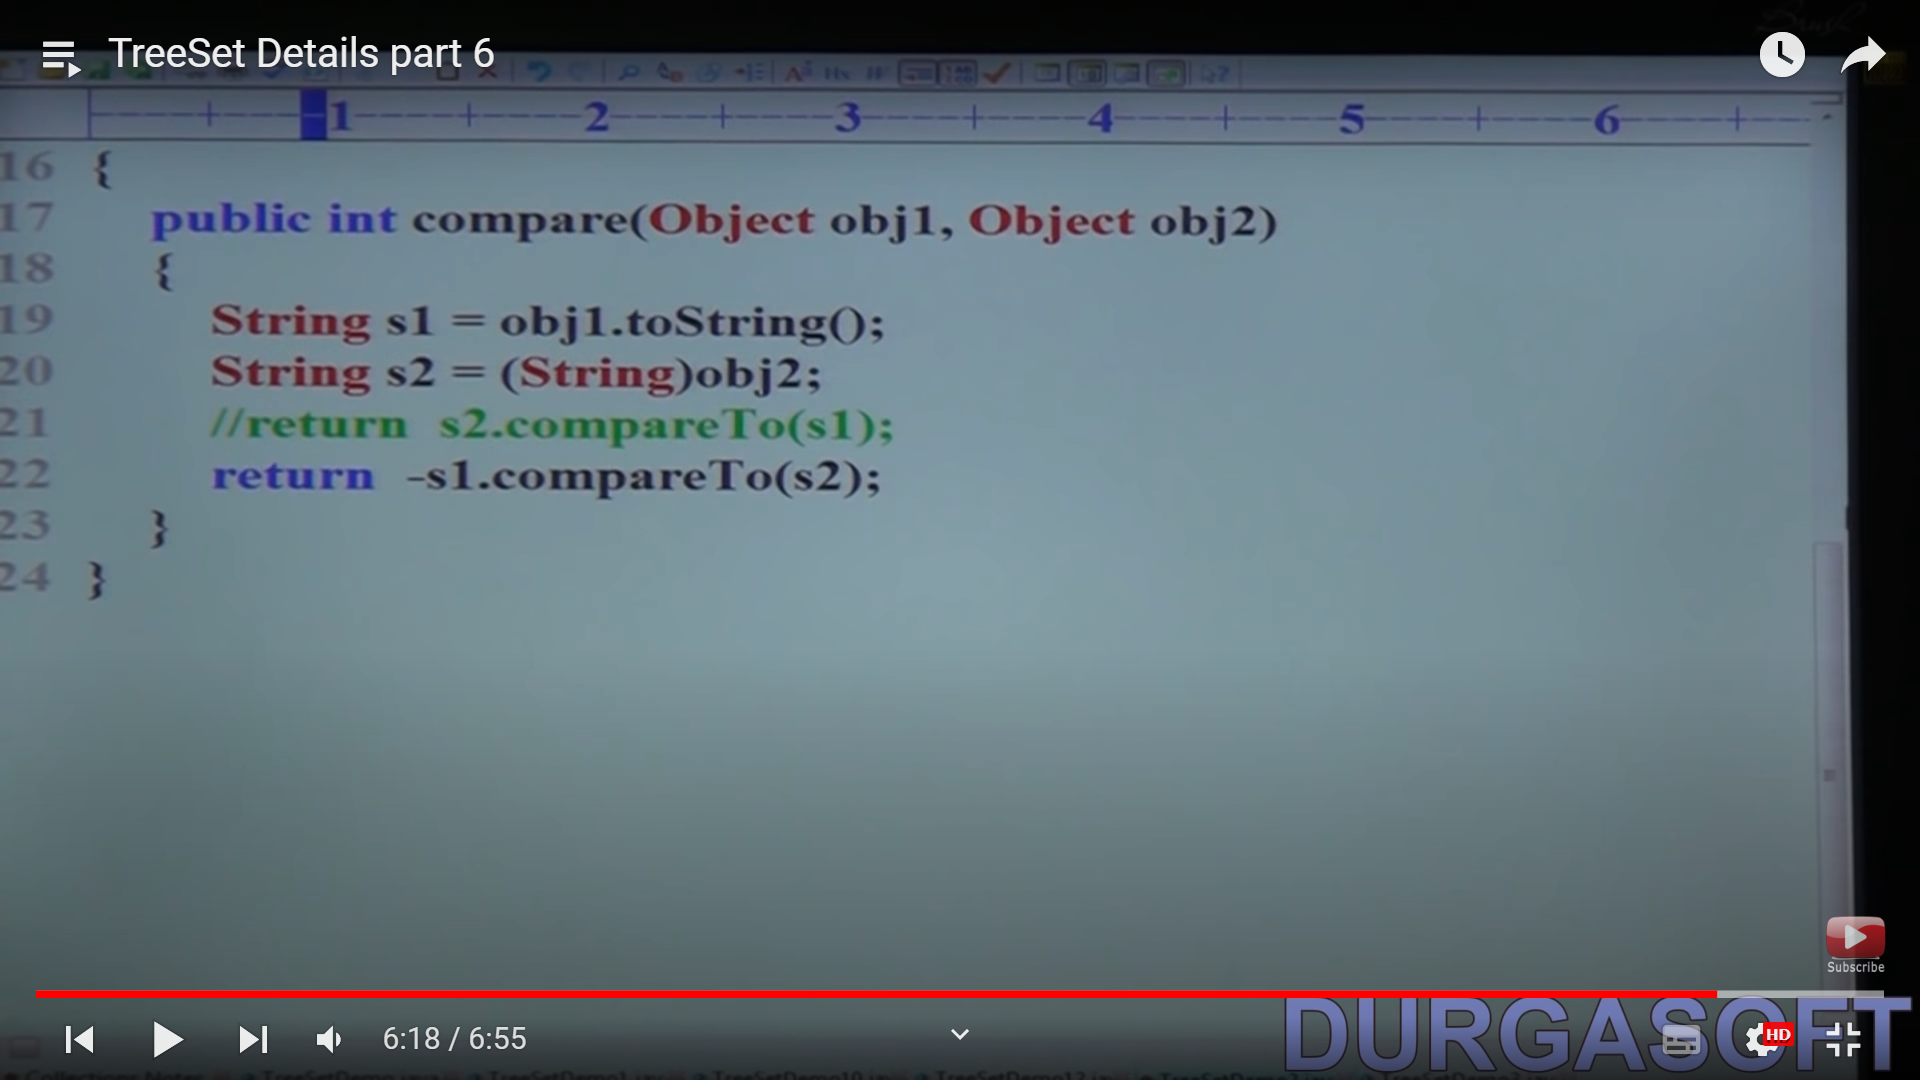 TreeSet Details part 6
1 2 3 4 5 6
16 {
17 public int compare(Object obj1, Object obj2)
18 {
19 String s1 = obj1.toString();
20 String s2 = (String)obj2;
21 //return s2.compareTo(s1);
22 return -s1.compareTo(s2);
23 }
24 }
Subscribe
DURGASOFT
6:18 / 6:55
HD